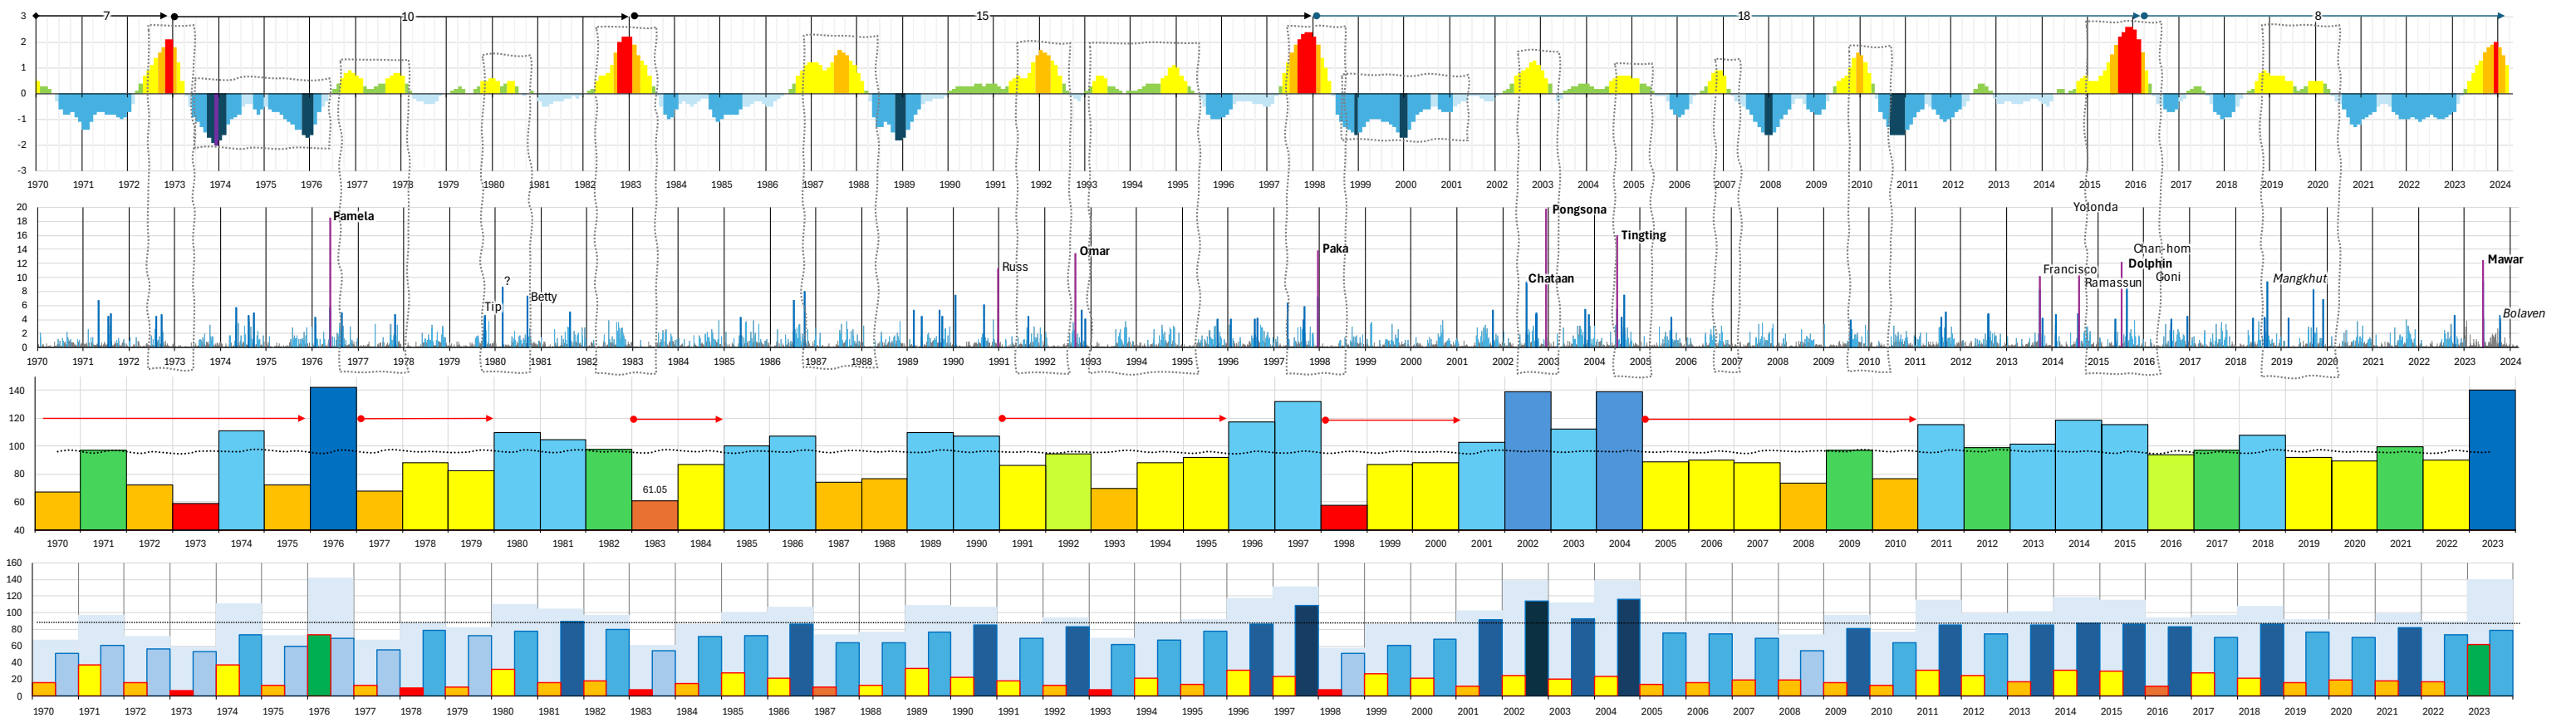 3 7 10 15 18 8
2
1
0
-1
-2
-3
1970 1971 1972 1973 1974 1975 1976 1977 1978 1979 1980 1981 1982 1983 1984 1985 1986 1987 1988 1989 1990 1991 1992 1993 1994 1995 1996 1997 1998 1999 2000 2001 2002 2003 2004 2005 2006 2007 2008 2009 2010 2011 2012 2013 2014 2015 2016 2017 2018 2019 2020 2021 2022 2023 2024
20 Yolonda
Pongsona
18 Pamela
16 Tingting
14 Omar Paka Chan-hom
12 Russ Dolphin Mawar
Francisco Goni
10 ? Chataan Ramassun Mangkhut
8 Betty
6 Tip
4 Bolaven
2
0
1970 1971 1972 1973 1974 1975 1976 1977 1978 1979 1980 1981 1982 1983 1984 1985 1986 1987 1988 1989 1990 1991 1992 1993 1994 1995 1996 1997 1998 1999 2000 2001 2002 2003 2004 2005 2006 2007 2008 2009 2010 2011 2012 2013 2014 2015 2016 2017 2018 2019 2020 2021 2022 2023 2024
140
120
100
80
61.05
60
40
1970 1971 1972 1973 1974 1975 1976 1977 1978 1979 1980 1981 1982 1983 1984 1985 1986 1987 1988 1989 1990 1991 1992 1993 1994 1995 1996 1997 1998 1999 2000 2001 2002 2003 2004 2005 2006 2007 2008 2009 2010 2011 2012 2013 2014 2015 2016 2017 2018 2019 2020 2021 2022 2023
160
140
120
100
80
60
40
20
0
1970 1971 1972 1973 1974 1975 1976 1977 1978 1979 1980 1981 1982 1983 1984 1985 1986 1987 1988 1989 1990 1991 1992 1993 1994 1995 1996 1997 1998 1999 2000 2001 2002 2003 2004 2005 2006 2007 2008 2009 2010 2011 2012 2013 2014 2015 2016 2017 2018 2019 2020 2021 2022 2023